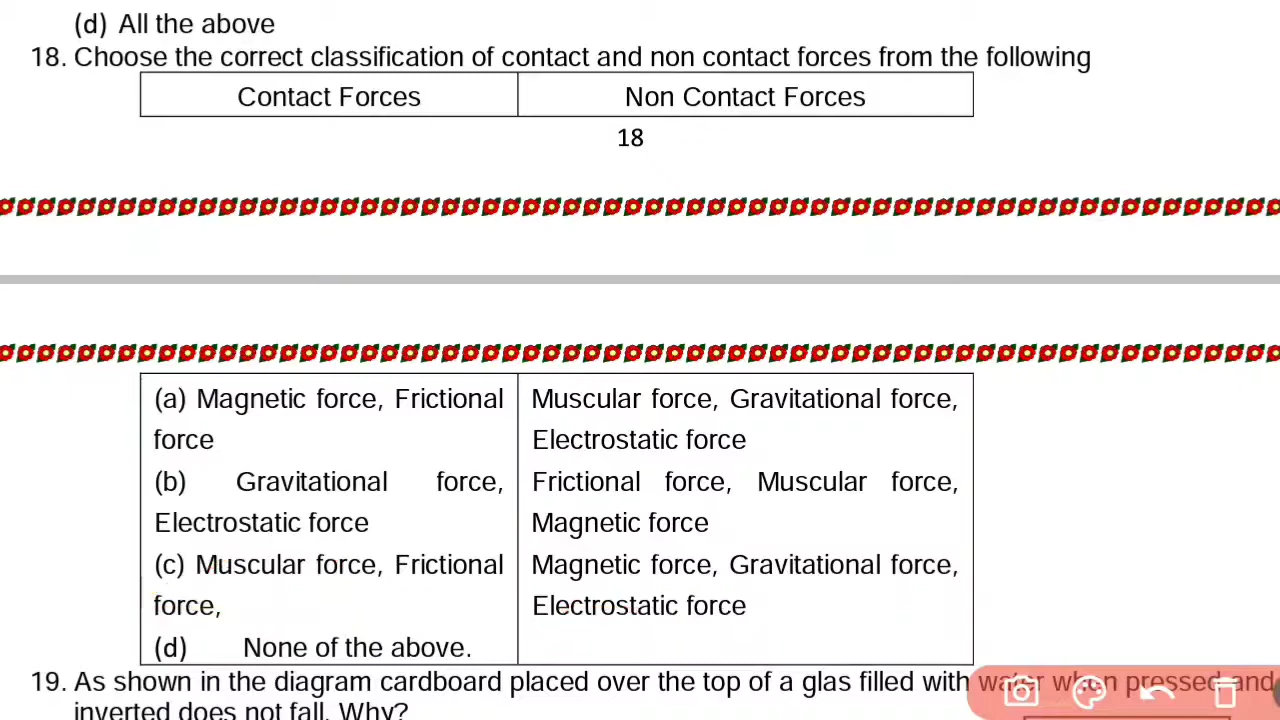 (d) All the above
18. Choose the correct classification of contact and non contact forces from the following
Contact Forces Non Contact Forces
18
(a) Magnetic force, Frictional force
Muscular force, Gravitational force, Electrostatic force
(b) Gravitational force, Electrostatic force
Frictional force, Muscular force, Magnetic force
(c) Muscular force, Frictional force,
Magnetic force, Gravitational force, Electrostatic force
(d) None of the above.
19. As shown in the diagram cardboard placed over the top of a glas filled with water when pressed and
inverted does not fall. Why?